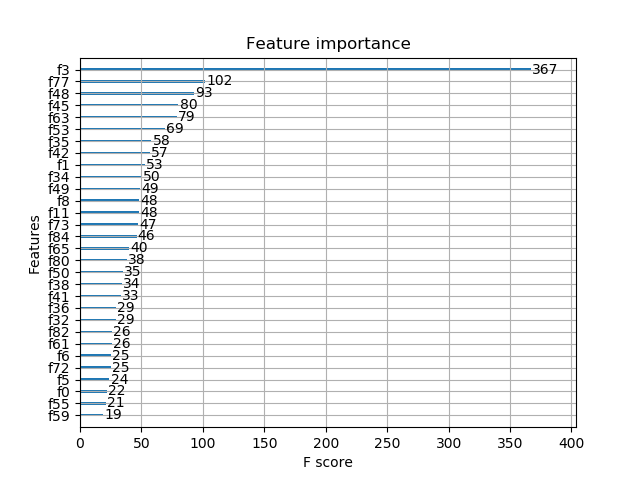 Feature importance
Features
f3 367
f77 102
f48 93
f45 80
f63 79
f53 69
f35 58
f42 57
f1 53
f34 50
f49 49
f8 48
f11 48
f73 47
f84 46
f65 40
f80 38
f50 35
f38 34
f41 33
f36 29
f32 29
f82 26
f61 26
f6 25
f72 25
f5 24
f0 22
f55 21
f59 19
0 50 100 150 200 250 300 350 400
F score